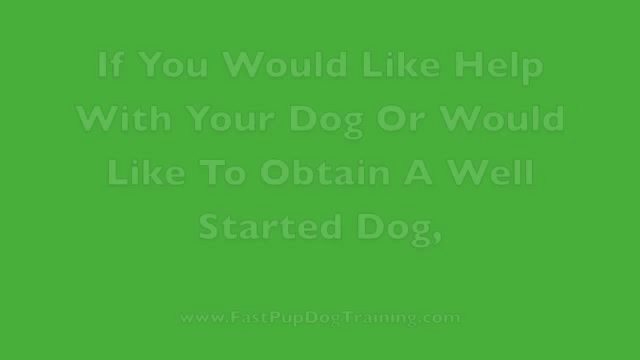 If You Would Like Help
With Your Dog Or Would
Like To Obtain A Well
Started Dog,
www.FastPupDogTraining.com